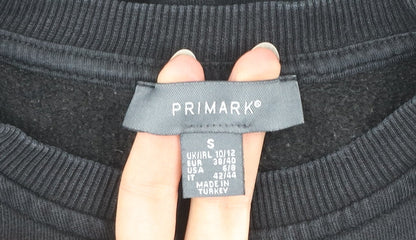 PRIMARK®
S
UK/IRL 10/12
EUR 38/40
USA 6/8
IT 42/44
MADE IN
TURKEY